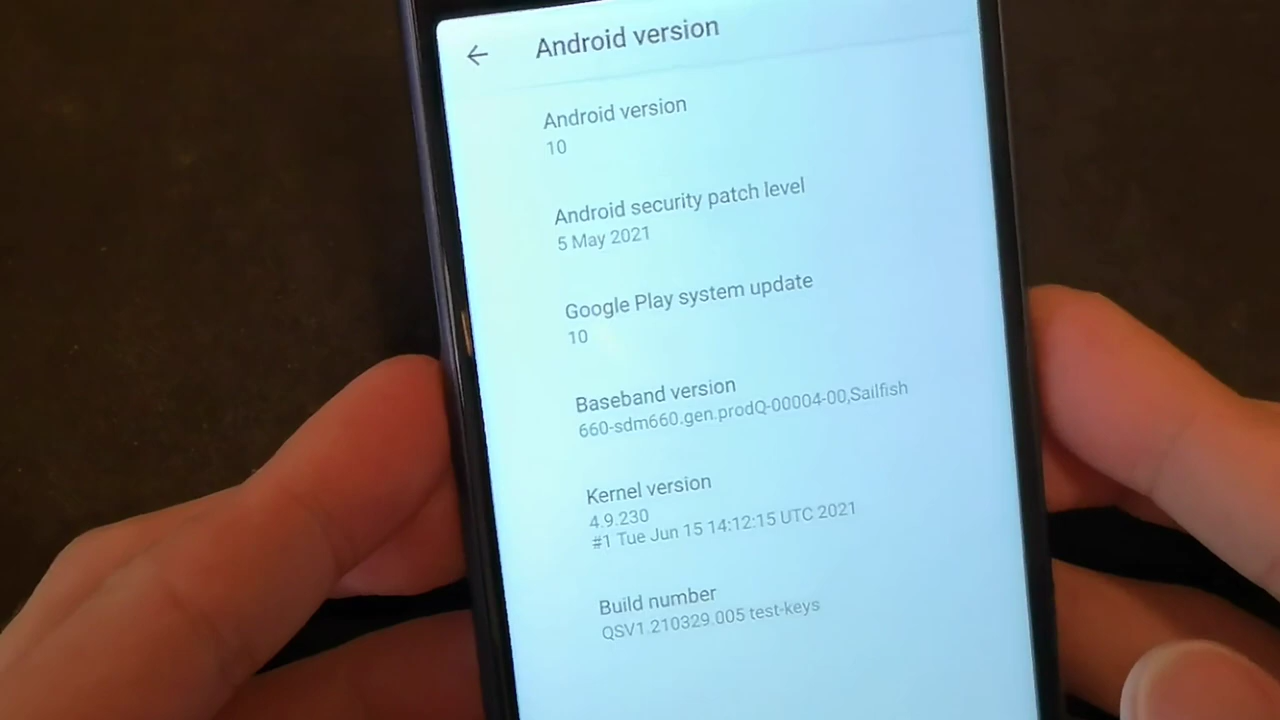 Android version
Android version
10
Android security patch level
5 May 2021
Google Play system update
10
Baseband version
660-sdm660.gen.prodQ-00004-00,Sailfish
Kernel version
4.9.230
#1 Tue Jun 15 14:12:15 UTC 2021
Build number
QSV1.210329.005 test-keys